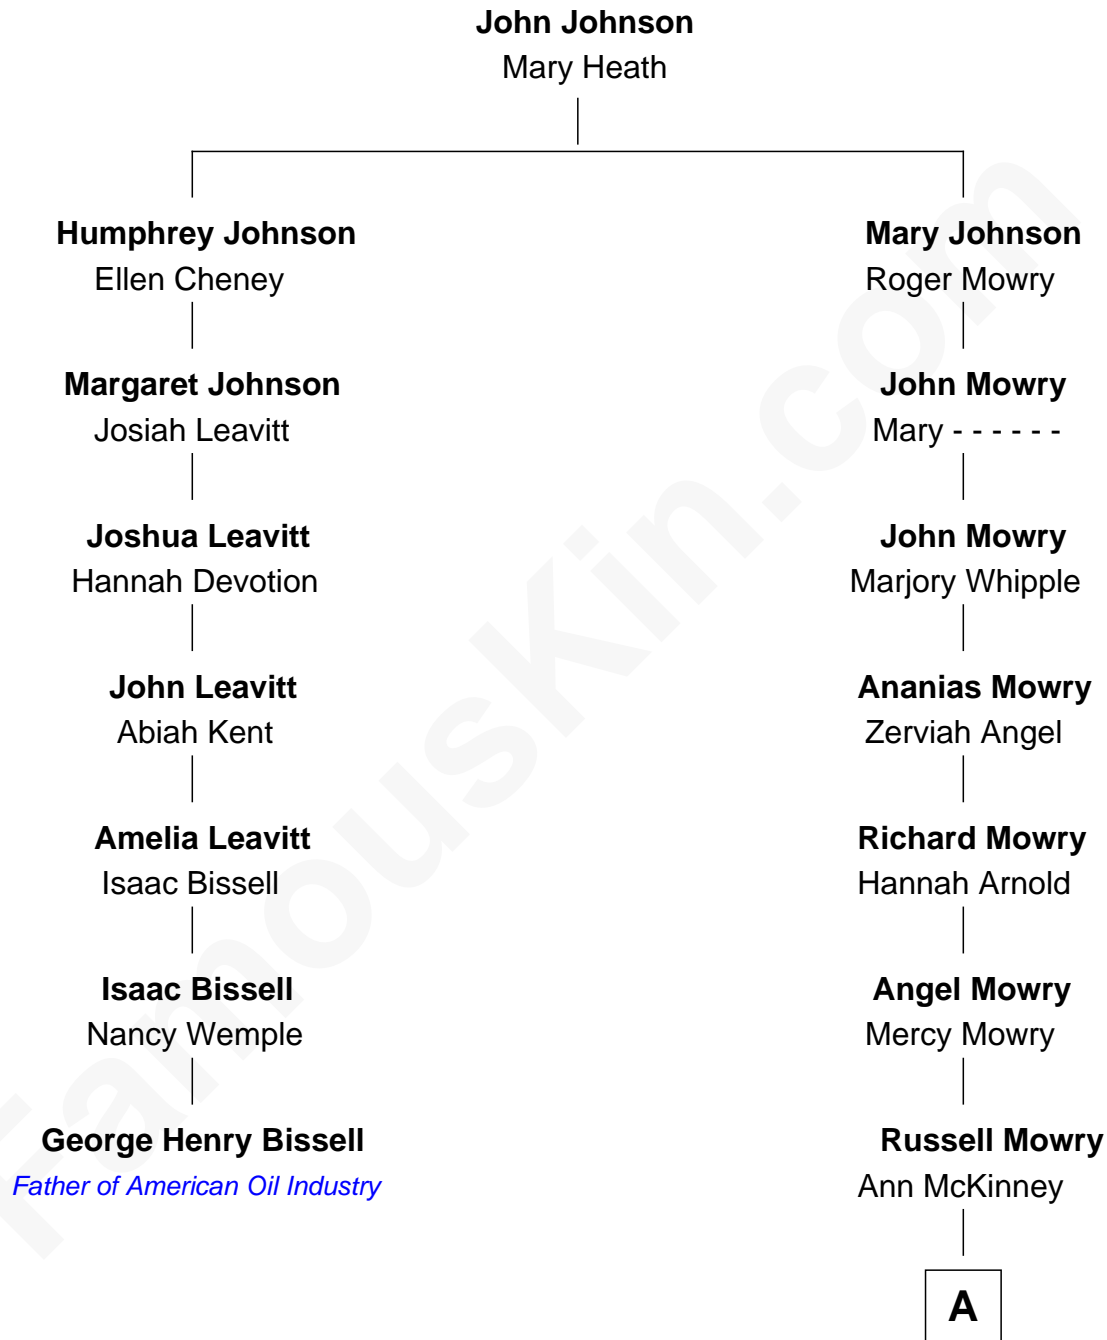 John Johnson
Mary Heath
Humphrey Johnson
Ellen Cheney
Mary Johnson
Roger Mowry
Margaret Johnson
Josiah Leavitt
John Mowry
Mary - - - - - -
Joshua Leavitt
Hannah Devotion
John Mowry
Marjory Whipple
John Leavitt
Abiah Kent
Ananias Mowry
Zerviah Angel
Amelia Leavitt
Isaac Bissell
Richard Mowry
Hannah Arnold
Isaac Bissell
Nancy Wemple
Angel Mowry
Mercy Mowry
George Henry Bissell
Father of American Oil Industry
Russell Mowry
Ann McKinney
A
FamousKin.com